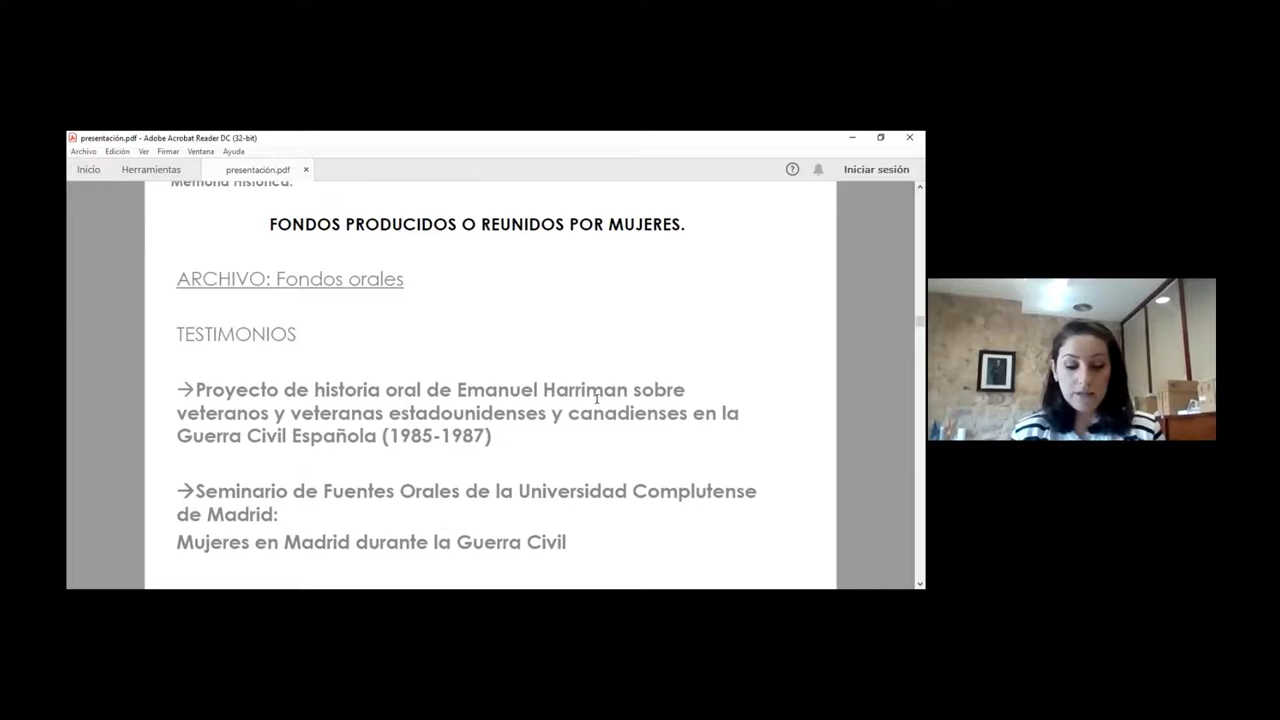 presentación.pdf - Adobe Acrobat Reader DC (32-bit)
Archivo Edición Ver Firmar Ventana Ayuda
Inicio Herramientas presentación.pdf × ? Iniciar sesión
Memoria Histórica.
FONDOS PRODUCIDOS O REUNIDOS POR MUJERES.
ARCHIVO: Fondos orales
TESTIMONIOS
→Proyecto de historia oral de Emanuel Harriman sobre
veteranos y veteranas estadounidenses y canadienses en la
Guerra Civil Española (1985-1987)
→Seminario de Fuentes Orales de la Universidad Complutense
de Madrid:
Mujeres en Madrid durante la Guerra Civil